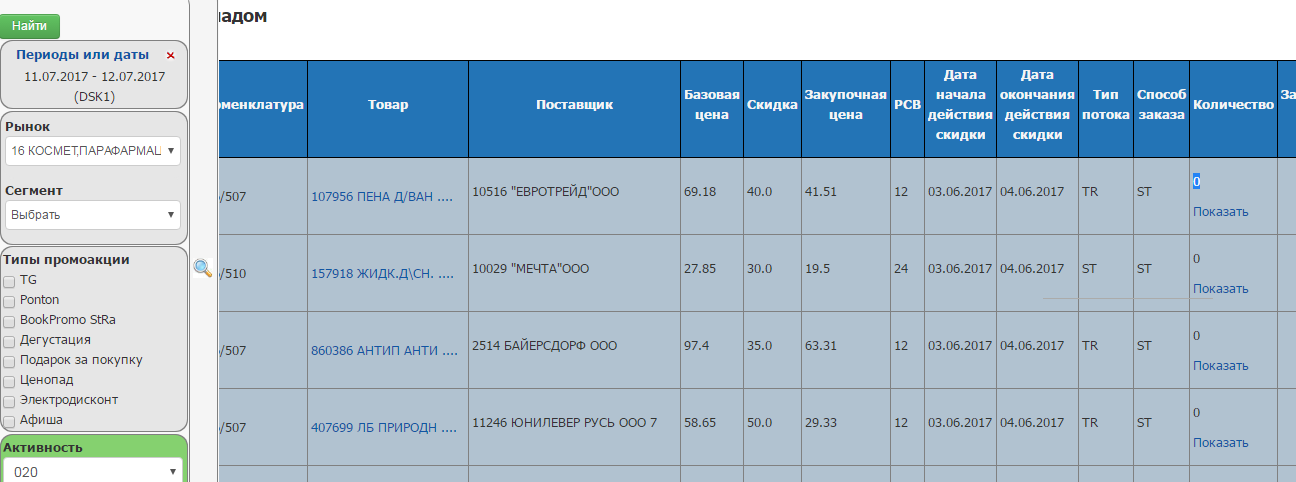 Найти
Периоды или даты
11.07.2017 - 12.07.2017
(DSK1)
Рынок
16 КОСМЕТ,ПАРАФАРМАЦ
Сегмент
Выбрать
Типы промоакции
TG
Ponton
BookPromo StRa
Дегустация
Подарок за покупку
Ценопад
Электродисконт
Афиша
Активность
020
адом
оменклатура Товар Поставщик Базовая цена Скидка Закупочная цена РСВ Дата начала действия скидки Дата окончания действия скидки Тип потока Способ заказа Количество За
/507 107956 ПЕНА Д/ВАН .... 10516 "ЕВРОТРЕЙД"ООО 69.18 40.0 41.51 12 03.06.2017 04.06.2017 TR ST 0
Показать
/510 157918 ЖИДК.Д\СН. .... 10029 "МЕЧТА"ООО 27.85 30.0 19.5 24 03.06.2017 04.06.2017 ST ST 0
Показать
/507 860386 АНТИП АНТИ .... 2514 БАЙЕРСДОРФ ООО 97.4 35.0 63.31 12 03.06.2017 04.06.2017 TR ST 0
Показать
/507 407699 ЛБ ПРИРОДН .... 11246 ЮНИЛЕВЕР РУСЬ ООО 7 58.65 50.0 29.33 12 03.06.2017 04.06.2017 TR ST 0
Показать